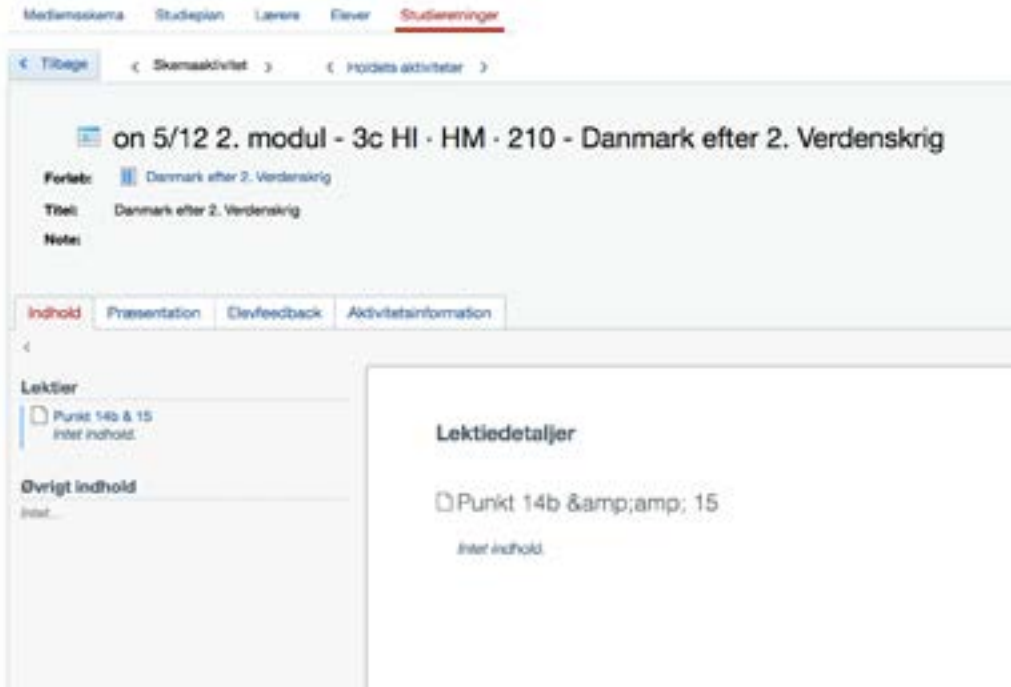 Medlemsskema Studieplan Lærere Elever Studieretninger
< Tilbage < Skemaaktivitet > < Holdets aktiviteter >
on 5/12 2. modul - 3c HI · HM · 210 - Danmark efter 2. Verdenskrig
Forløb: Danmark efter 2. Verdenskrig
Titel: Danmark efter 2. Verdenskrig
Note:
Indhold Præsentation Elevfeedback Aktivitetsinformation
<
Lektier
Punkt 14b & 15
Intet indhold.
Øvrigt indhold
Intet...
Lektiedetaljer
Punkt 14b &amp;amp; 15
Intet indhold.